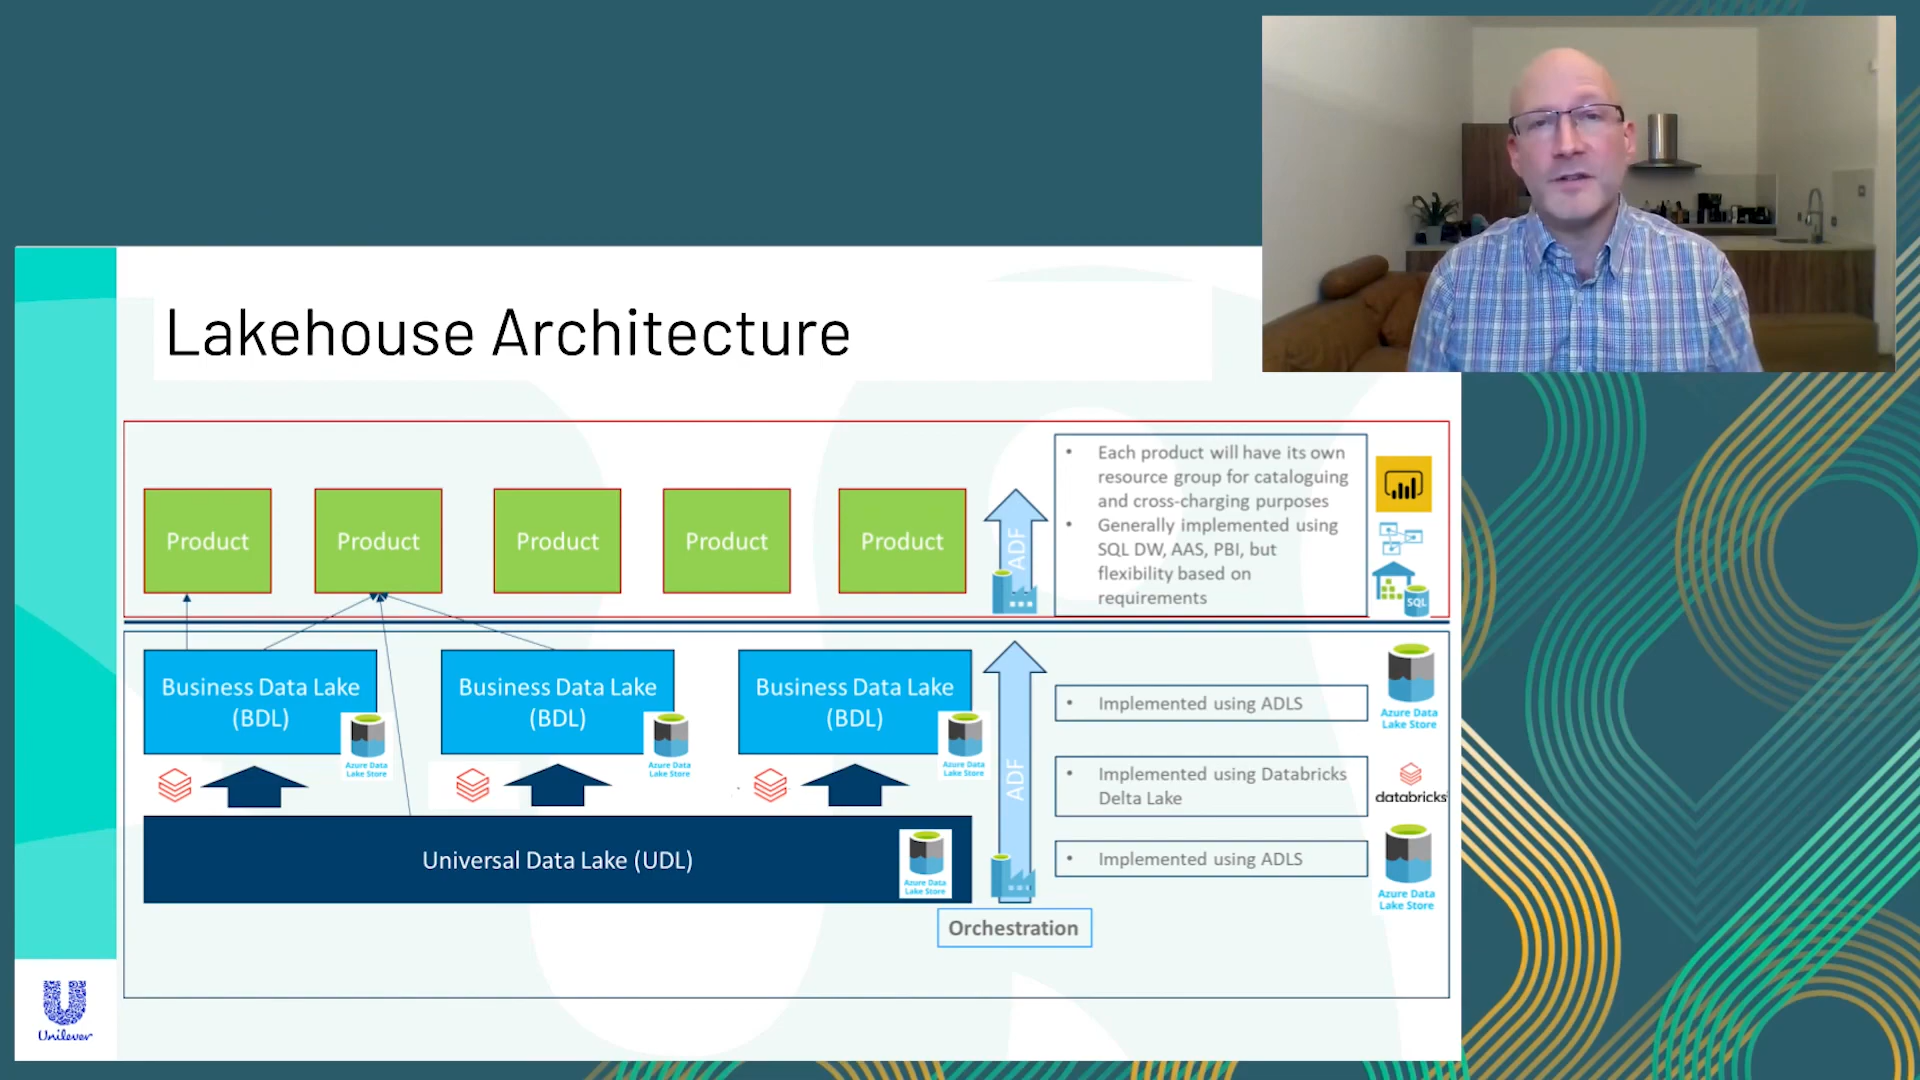 Lakehouse Architecture
Product
Product
Product
Product
Product
ADF
• Each product will have its own
resource group for cataloguing
and cross-charging purposes
• Generally implemented using
SQL DW, AAS, PBI, but
flexibility based on
requirements
SQL
Business Data Lake
(BDL)
Azure Data
Lake Store
Business Data Lake
(BDL)
Azure Data
Lake Store
Business Data Lake
(BDL)
Azure Data
Lake Store
ADF
• Implemented using ADLS
Azure Data
Lake Store
• Implemented using Databricks
Delta Lake
databricks
Universal Data Lake (UDL)
Azure Data
Lake Store
• Implemented using ADLS
Azure Data
Lake Store
Orchestration
Unilever